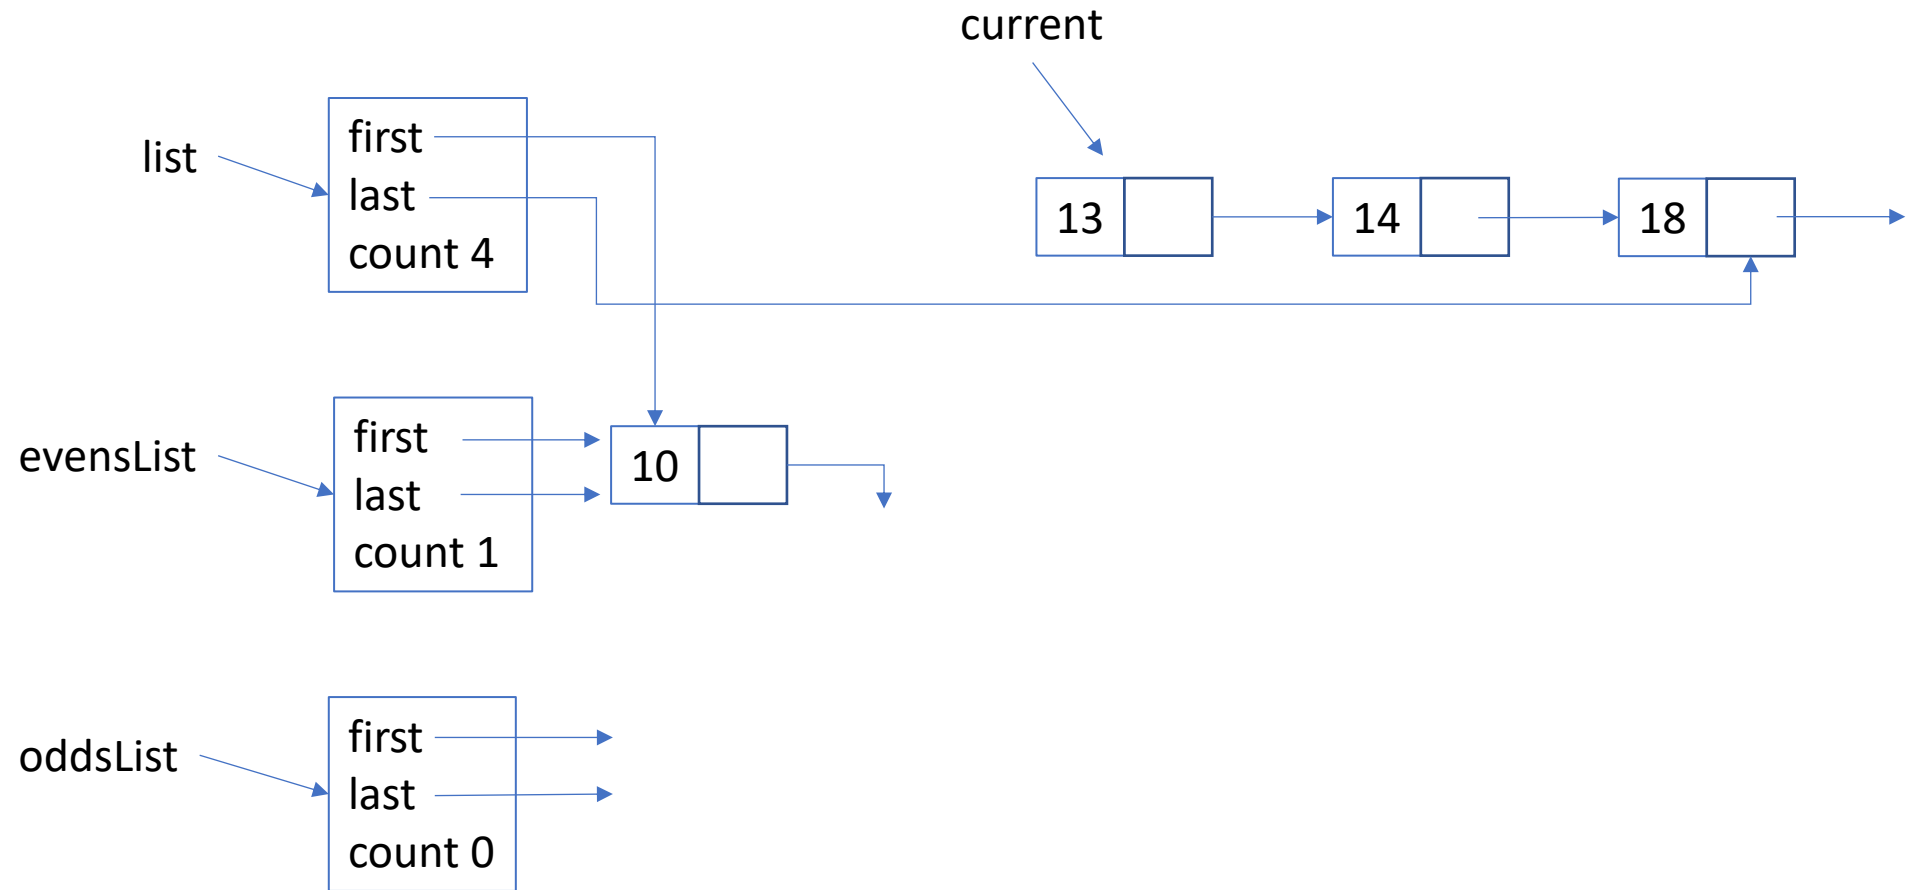 current
list
first
last
count 4
13
14
18
evensList
first
last
count 1
10
oddsList
first
last
count 0